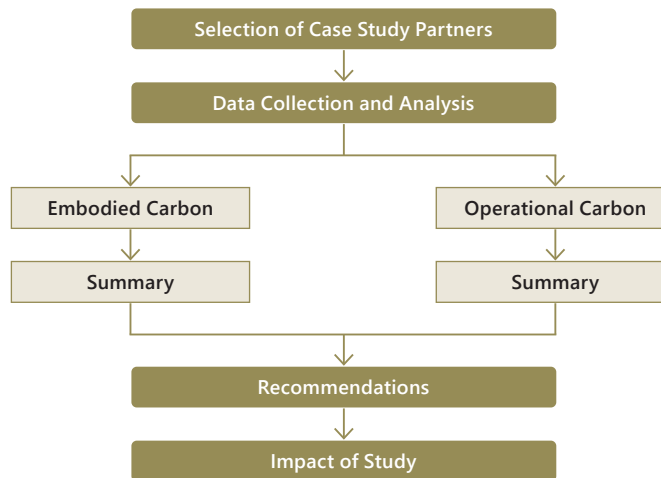 Selection of Case Study Partners
Data Collection and Analysis
Embodied Carbon
Operational Carbon
Summary
Summary
Recommendations
Impact of Study